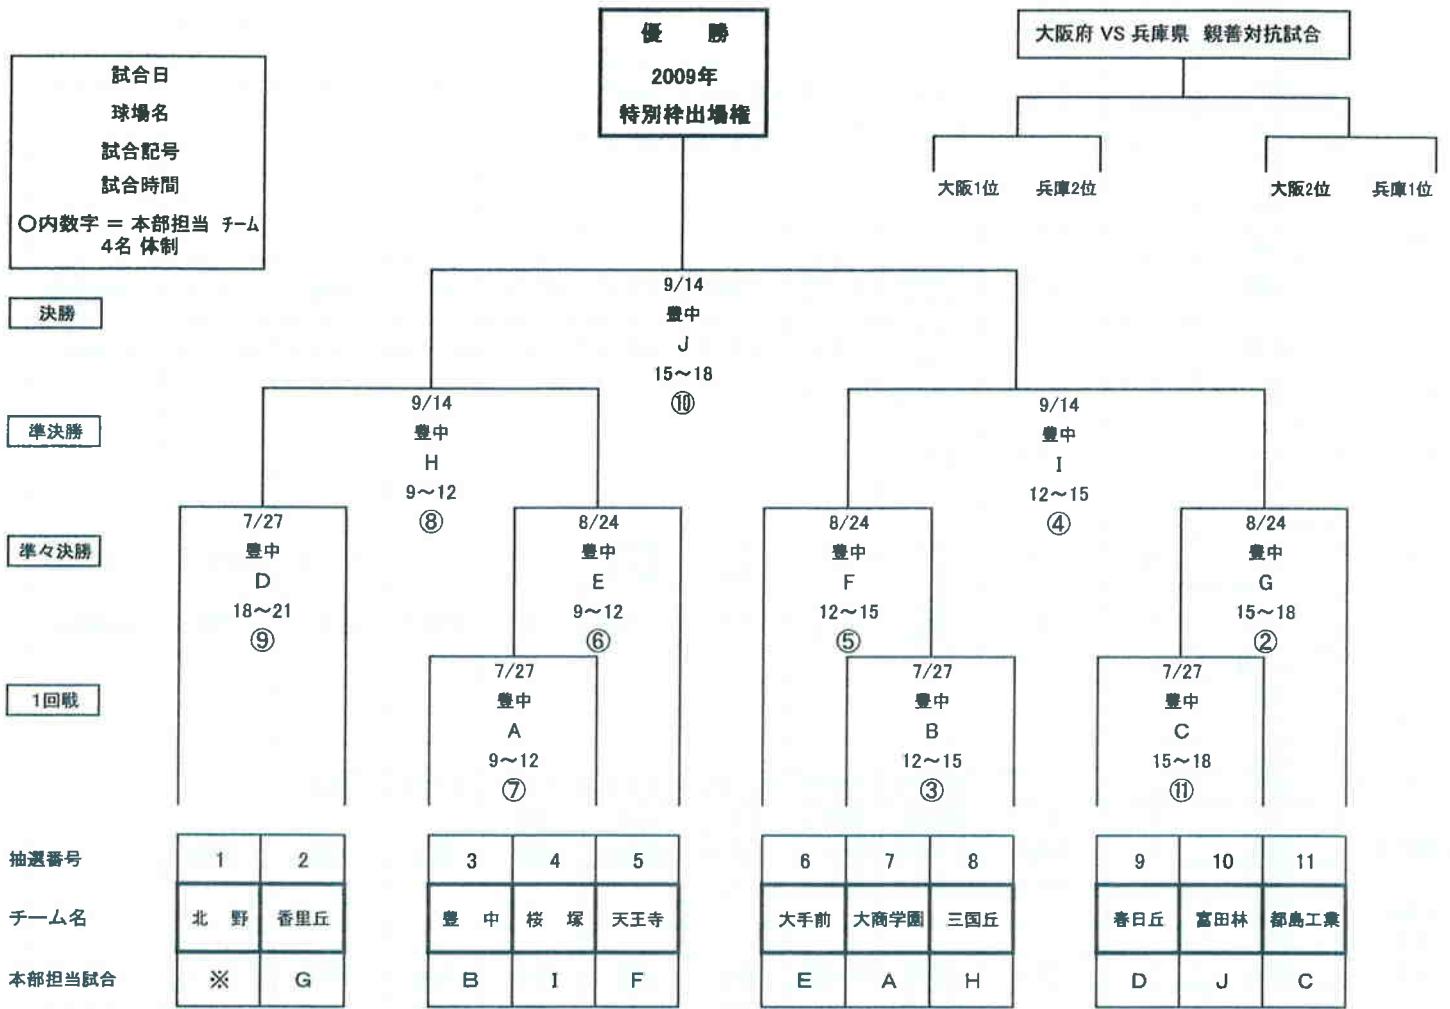 優 勝
2009年
特別枠出場権
大阪府 VS 兵庫県 親善対抗試合
大阪1位 兵庫2位 大阪2位 兵庫1位
試合日
球場名
試合記号
試合時間
〇内数字 = 本部担当 チーム
4名 体制
決勝
9/14
豊中
J
15~18
⑩
準決勝
9/14
豊中
H
9~12
⑧
9/14
豊中
I
12~15
④
準々決勝
7/27
豊中
D
18~21
⑨
8/24
豊中
E
9~12
⑥
8/24
豊中
F
12~15
⑤
8/24
豊中
G
15~18
②
1回戦
7/27
豊中
A
9~12
⑦
7/27
豊中
B
12~15
③
7/27
豊中
C
15~18
⑪
抽選番号 1 2 3 4 5 6 7 8 9 10 11
チーム名 北 野 香里丘 豊 中 桜 塚 天王寺 大手前 大商学園 三国丘 春日丘 富田林 都島工業
本部担当試合 ※ G B I F E A H D J C